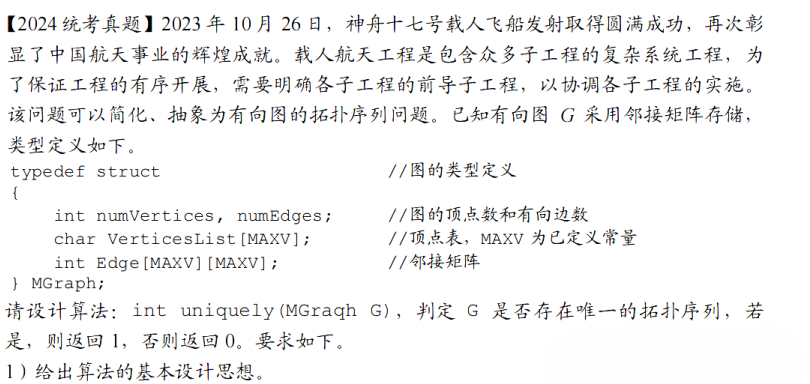 【2024 统考真题】2023 年 10 月 26 日，神舟十七号载人飞船发射取得圆满成功，再次彰
显了中国航天事业的辉煌成就。载人航天工程是包含众多子工程的复杂系统工程，为
了保证工程的有序开展，需要明确各子工程的前导子工程，以协调各子工程的实施。
该问题可以简化、抽象为有向图的拓扑序列问题。已知有向图 G 采用邻接矩阵存储，
类型定义如下。
typedef struct //图的类型定义
{
int numVertices, numEdges; //图的顶点数和有向边数
char VerticesList[MAXV]; //顶点表，MAXV 为已定义常量
int Edge[MAXV][MAXV]; //邻接矩阵
} MGraph;
请设计算法：int uniquely(MGraqh G)，判定 G 是否存在唯一的拓扑序列，若
是，则返回 1，否则返回 0。要求如下。
1）给出算法的基本设计思想。